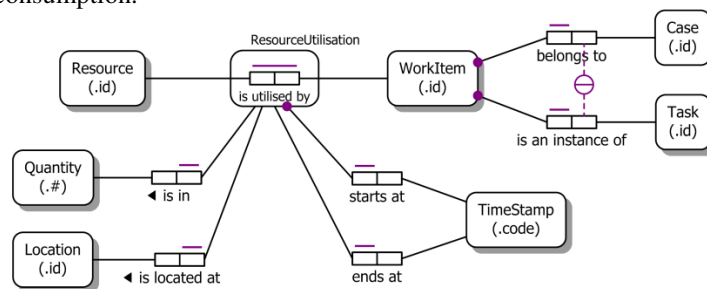 consumption.
ResourceUtilisation
Resource
(.id)
is utilised by
WorkItem
(.id)
belongs to
Case
(.id)
is an instance of
Task
(.id)
Quantity
(.#)
◄ is in
starts at
TimeStamp
(.code)
Location
(.id)
◄ is located at
ends at